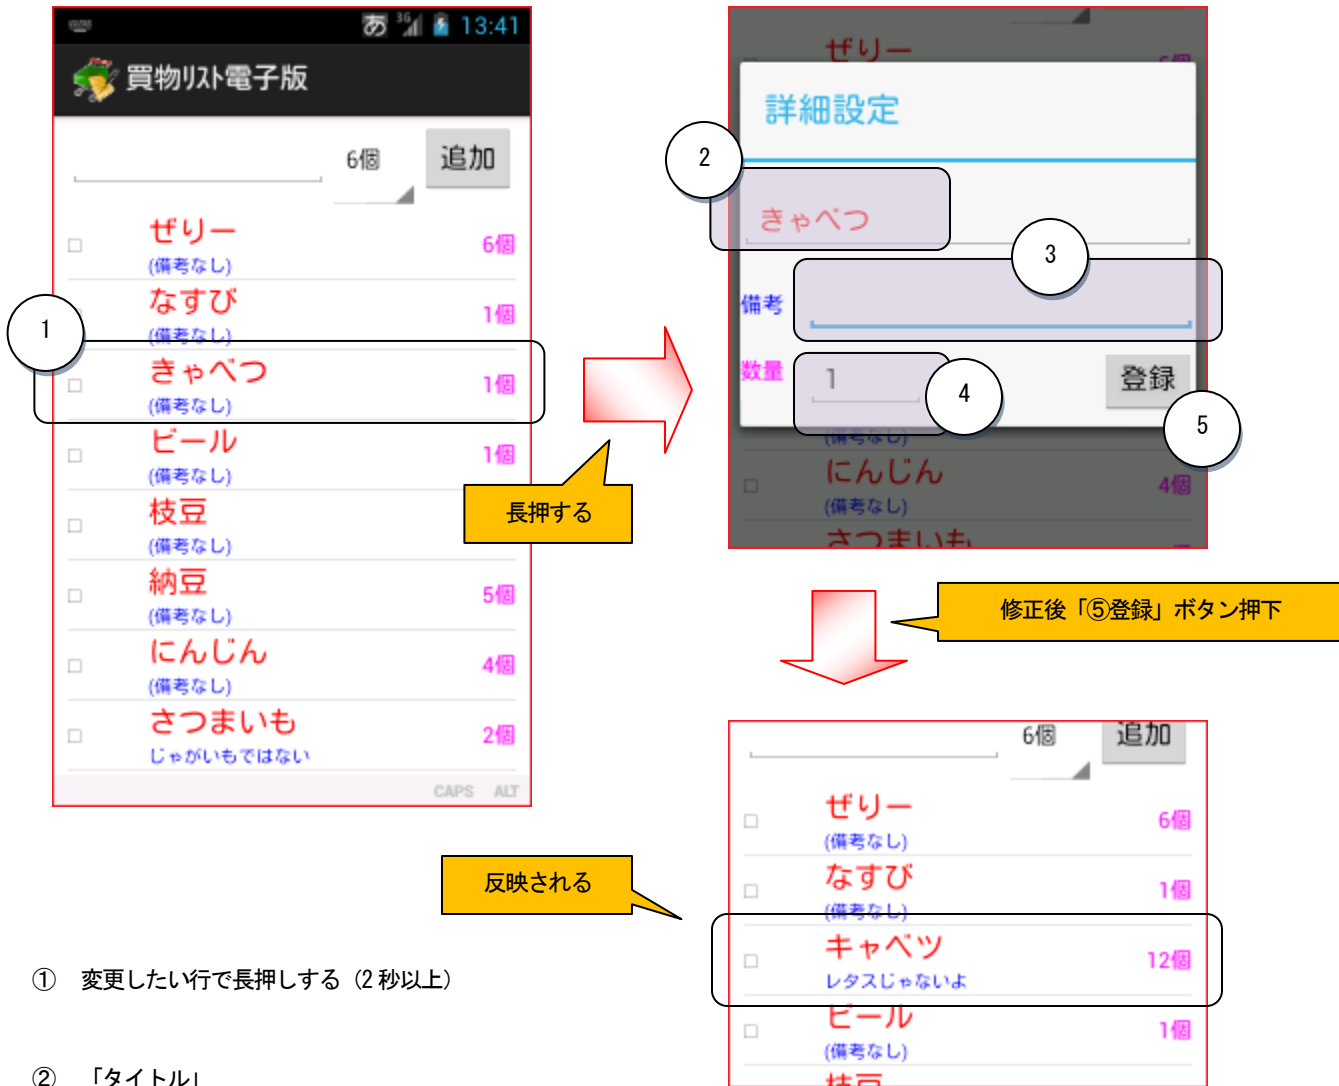 あ 3G 13:41
買物リスト電子版
6個 追加
ぜりー 6個
(備考なし)
なすび 1個
(備考なし)
1
きゃべつ 1個
(備考なし)
ビール 1個
(備考なし)
枝豆
(備考なし)
納豆 5個
(備考なし)
にんじん 4個
(備考なし)
さつまいも 2個
じゃがいもではない
CAPS ALT
長押する
ぜりー
詳細設定
2
きゃべつ
3
備考
数量 1 4 登録
5
(備考なし)
にんじん 4個
(備考なし)
さつまいも
修正後「⑤登録」ボタン押下
6個 追加
ぜりー 6個
(備考なし)
なすび 1個
(備考なし)
反映される
キャベツ 12個
レタスじゃないよ
ビール 1個
(備考なし)
枝豆
① 変更したい行で長押しする（2秒以上）
② 「タイトル」